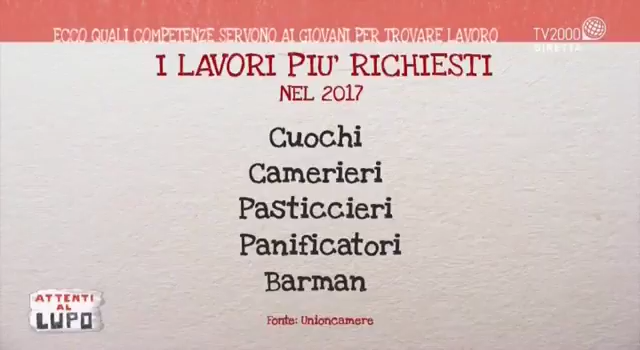 ECCO QUALI COMPETENZE SERVONO AI GIOVANI PER TROVARE LAVORO
TV2000
DIRETTA
I LAVORI PIU' RICHIESTI
NEL 2017
Cuochi
Camerieri
Pasticcieri
Panificatori
Barman
ATTENTI
AL
LUPO
Fonte: Unioncamere